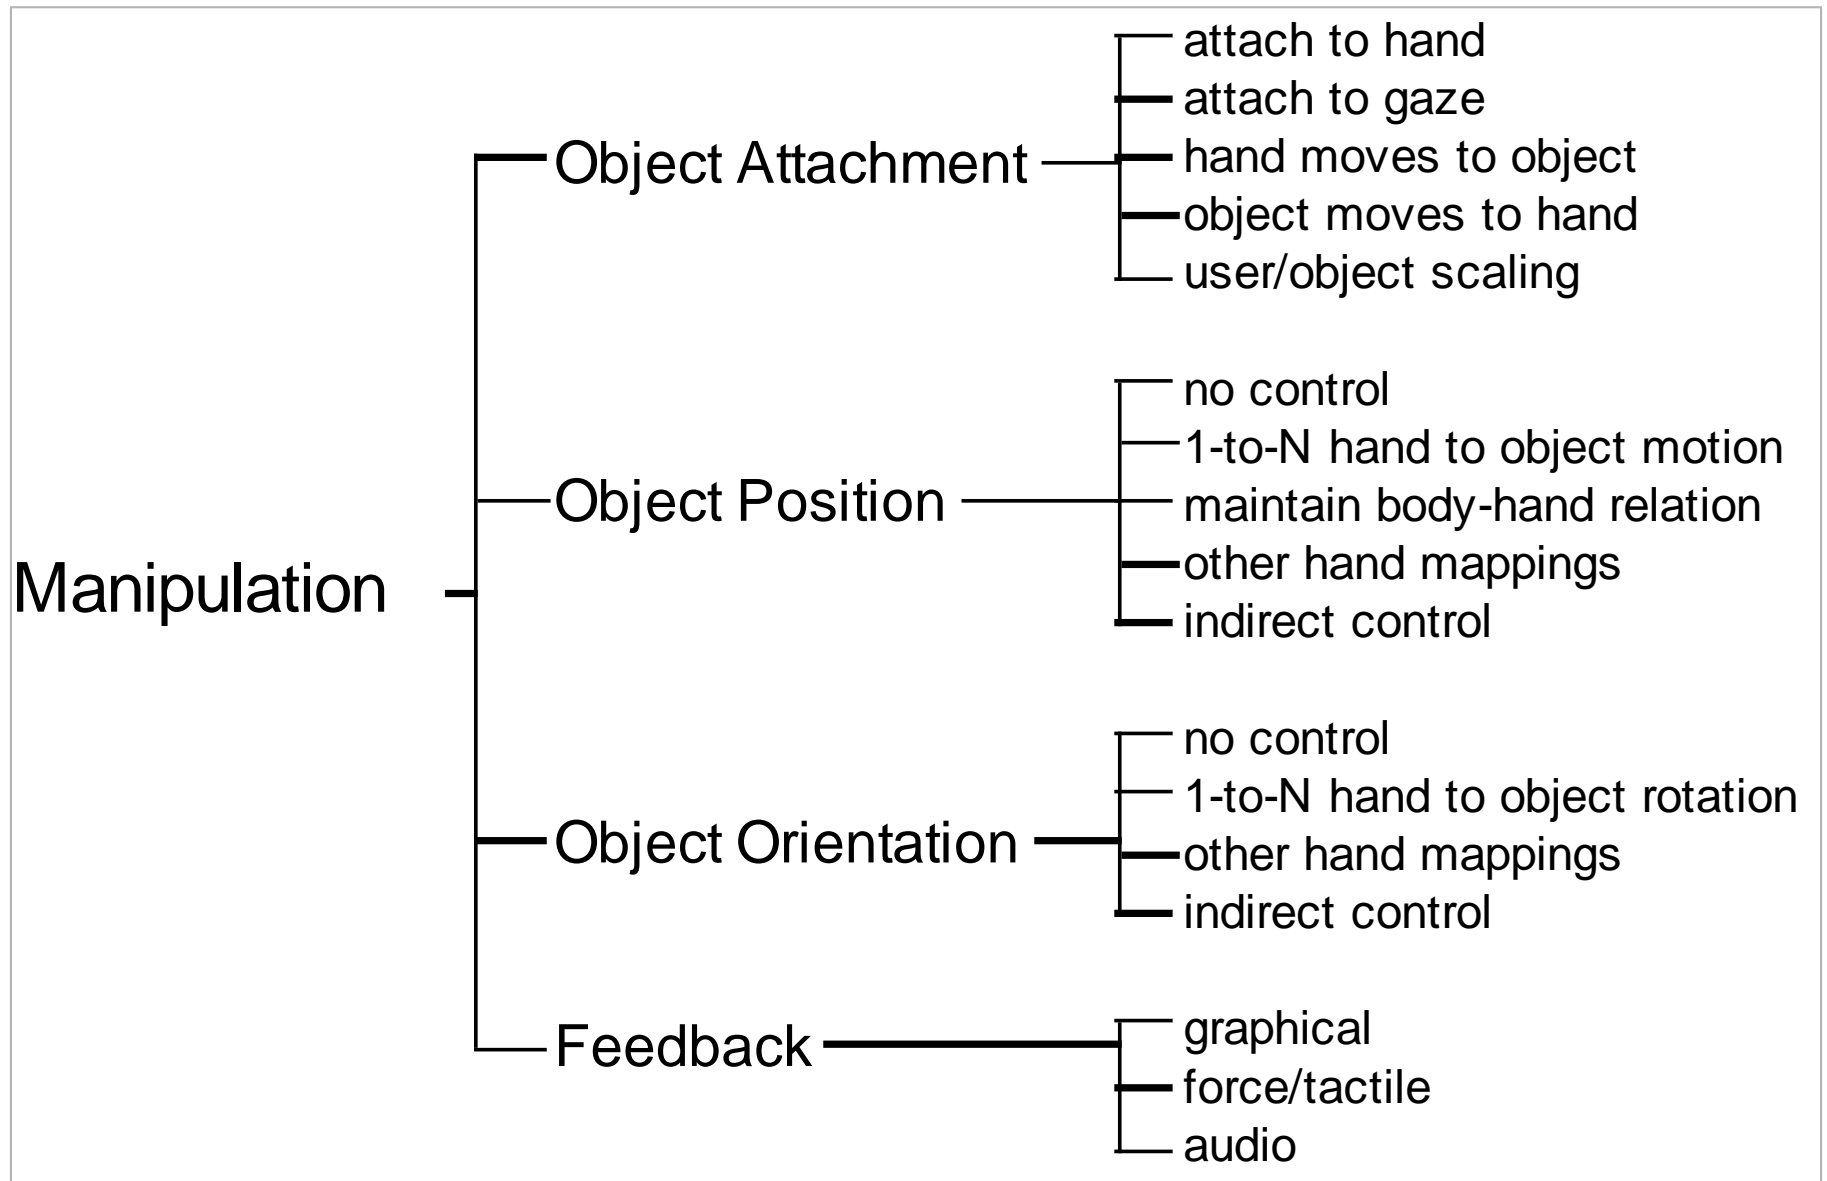 Manipulation
Object Attachment
attach to hand
attach to gaze
hand moves to object
object moves to hand
user/object scaling
Object Position
no control
1-to-N hand to object motion
maintain body-hand relation
other hand mappings
indirect control
Object Orientation
no control
1-to-N hand to object rotation
other hand mappings
indirect control
Feedback
graphical
force/tactile
audio